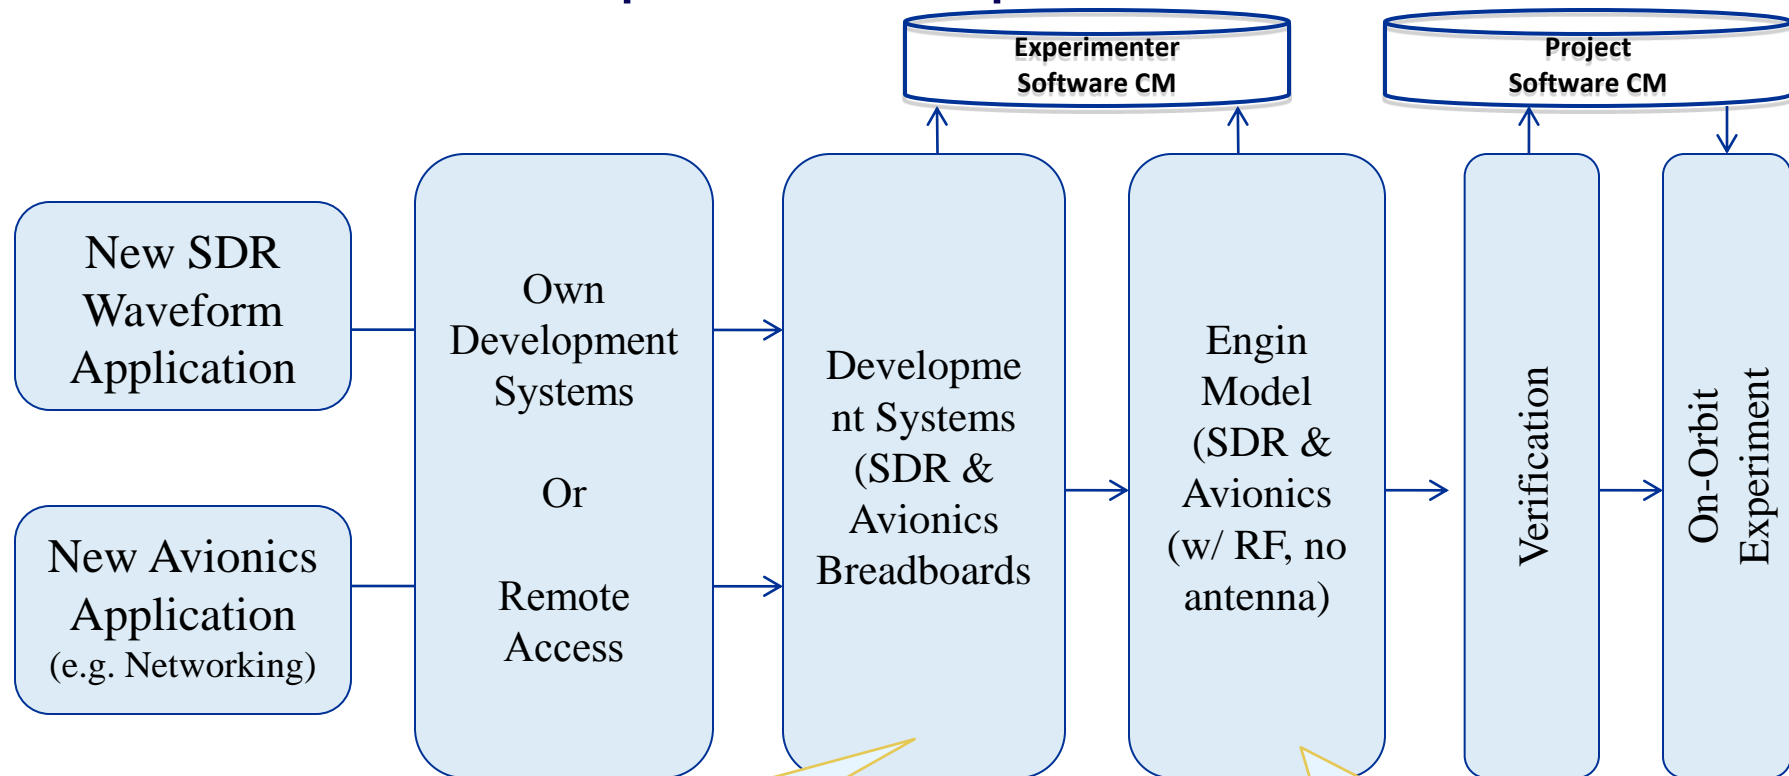 Experimenter
Software CM
Project
Software CM
New SDR
Waveform
Application
New Avionics
Application
(e.g. Networking)
Own
Development
Systems
Or
Remote
Access
Developme
nt Systems
(SDR &
Avionics
Breadboards
Engin
Model
(SDR &
Avionics
(w/ RF, no
antenna)
Verification
On-Orbit
Experiment